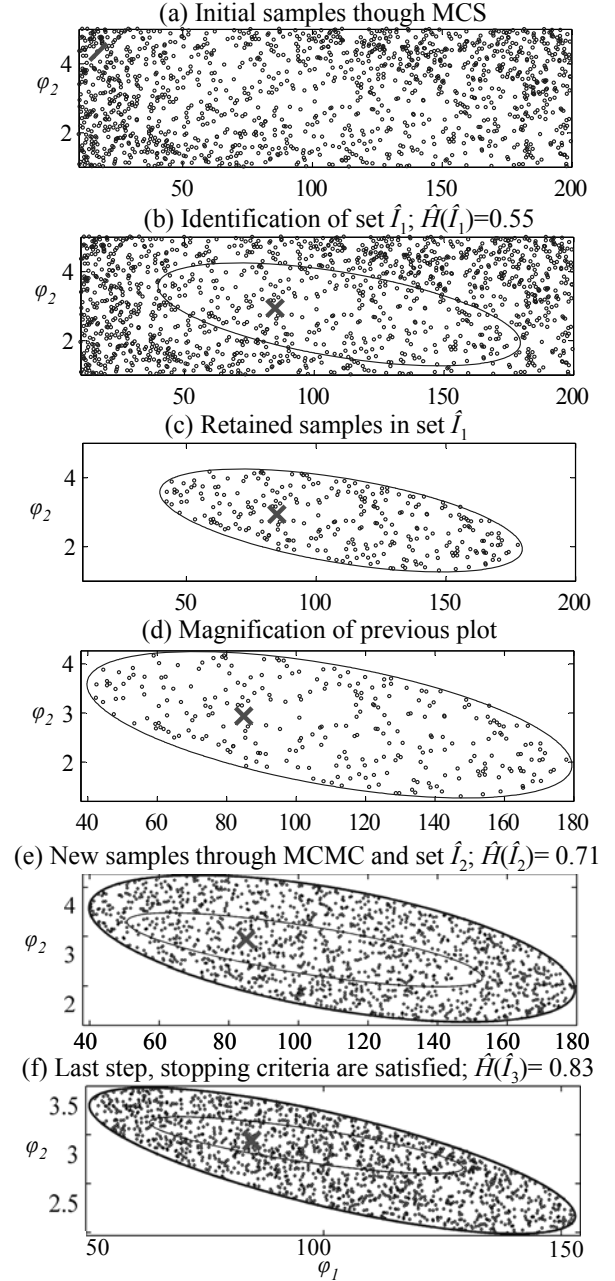 (a) Initial samples though MCS
4
φ2
2
50 100 150 200
(b) Identification of set Î1; Ĥ(Î1)=0.55
4
φ2
2
50 100 150 200
(c) Retained samples in set Î1
4
φ2
2
50 100 150 200
(d) Magnification of previous plot
4
φ2 3
2
40 60 80 100 120 140 160 180
(e) New samples through MCMC and set Î2; Ĥ(Î2)= 0.71
4
φ2 3
2
40 60 80 100 120 140 160 180
(f) Last step, stopping criteria are satisfied; Ĥ(Î3)= 0.83
3.5
φ2 3
2.5
50 100 150
φ1